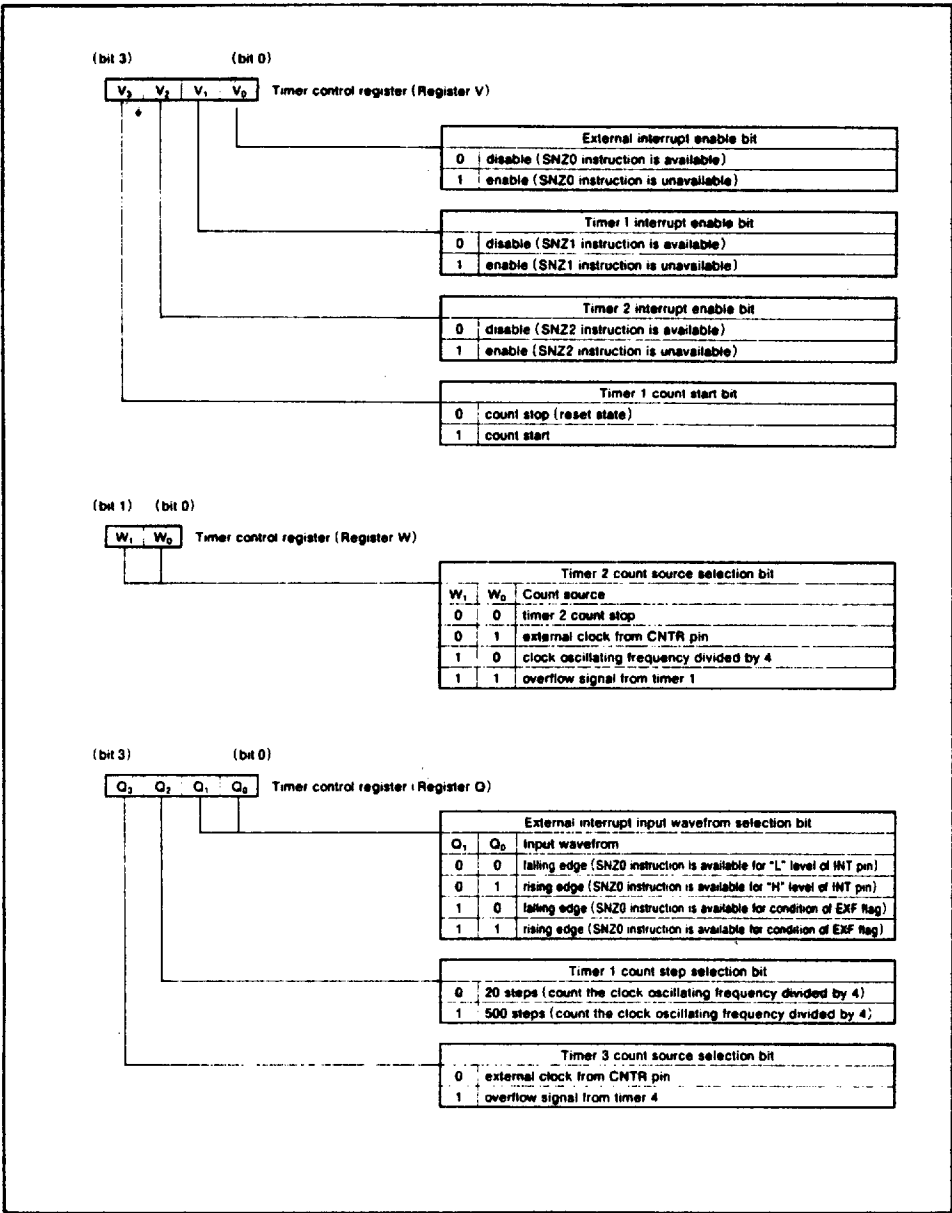 (bit 3) (bit 0)
V₃ V₂ V₁ V₀ Timer control register (Register V)
External interrupt enable bit
0 disable (SNZ0 instruction is available)
1 enable (SNZ0 instruction is unavailable)
Timer 1 interrupt enable bit
0 disable (SNZ1 instruction is available)
1 enable (SNZ1 instruction is unavailable)
Timer 2 interrupt enable bit
0 disable (SNZ2 instruction is available)
1 enable (SNZ2 instruction is unavailable)
Timer 1 count start bit
0 count stop (reset state)
1 count start
(bit 1) (bit 0)
W₁ W₀ Timer control register (Register W)
Timer 2 count source selection bit
W₁ W₀ Count source
0 0 timer 2 count stop
0 1 external clock from CNTR pin
1 0 clock oscillating frequency divided by 4
1 1 overflow signal from timer 1
(bit 3) (bit 0)
Q₃ Q₂ Q₁ Q₀ Timer control register (Register Q)
External interrupt input wavefrom selection bit
Q₁ Q₀ Input wavefrom
0 0 falling edge (SNZ0 instruction is available for "L" level of INT pin)
0 1 rising edge (SNZ0 instruction is available for "H" level of INT pin)
1 0 falling edge (SNZ0 instruction is available for condition of EXF flag)
1 1 rising edge (SNZ0 instruction is available for condition of EXF flag)
Timer 1 count step selection bit
0 20 steps (count the clock oscillating frequency divided by 4)
1 500 steps (count the clock oscillating frequency divided by 4)
Timer 3 count source selection bit
0 external clock from CNTR pin
1 overflow signal from timer 4